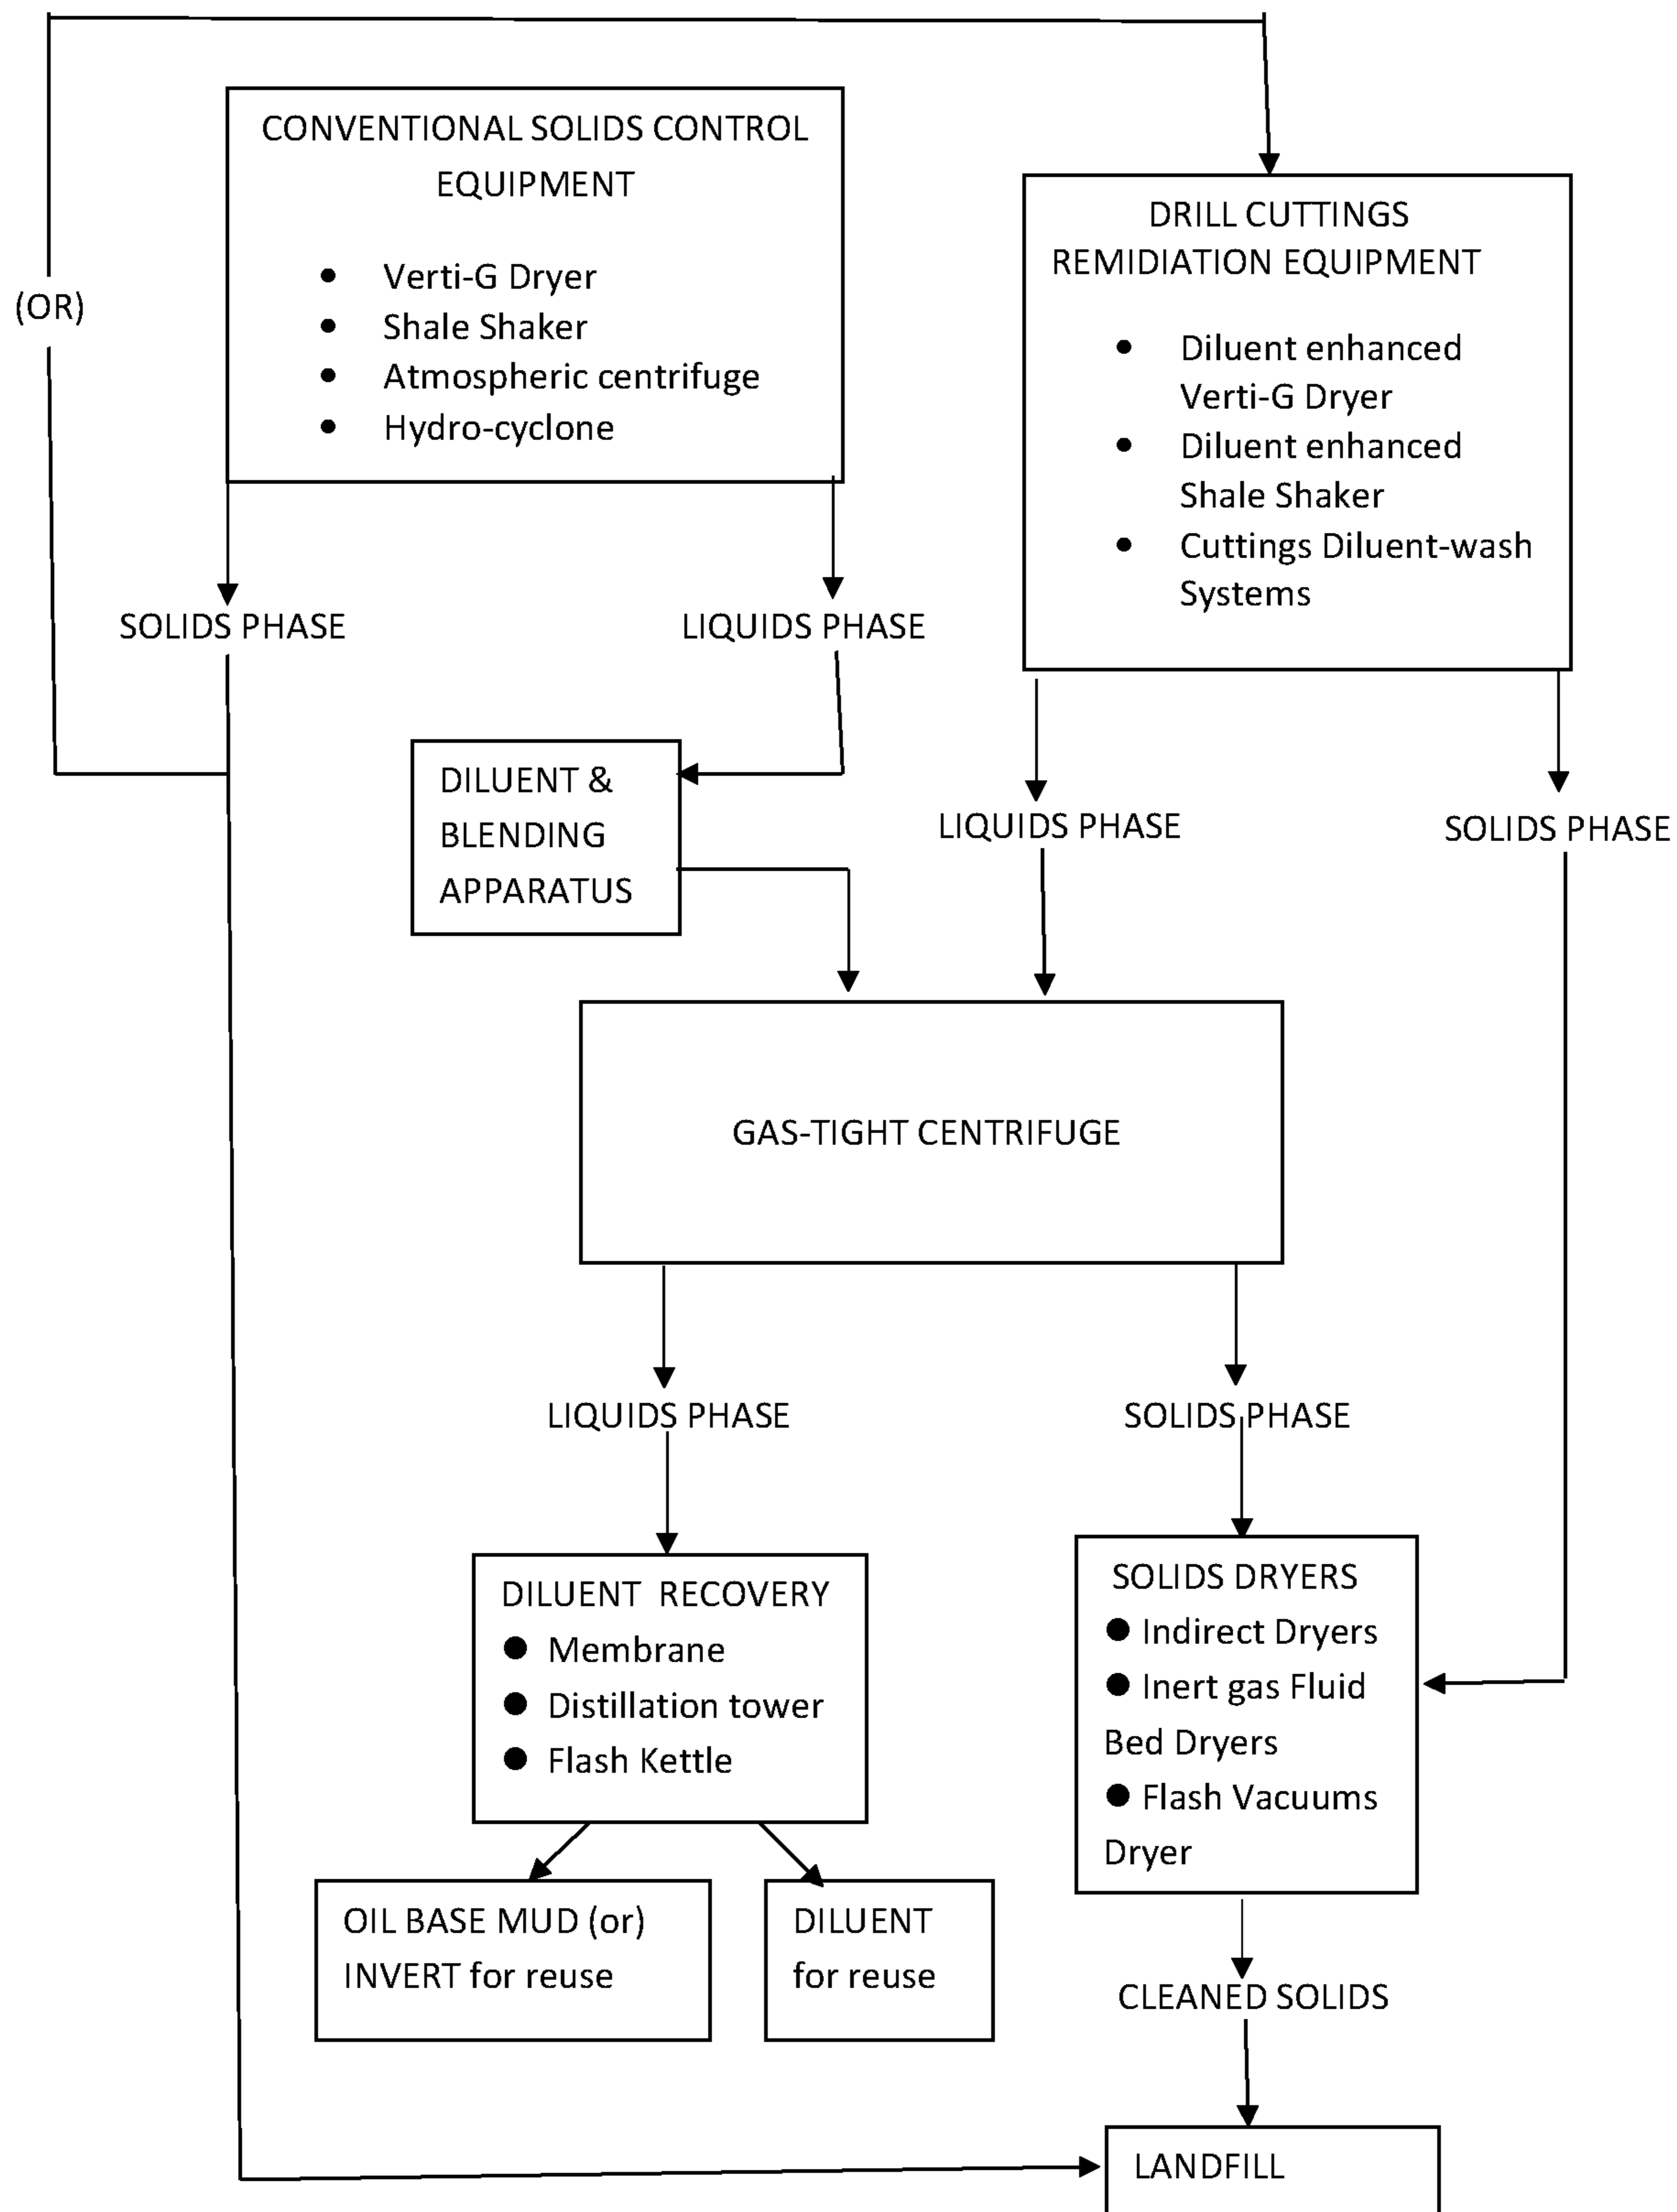 CONVENTIONAL SOLIDS CONTROL
EQUIPMENT
● Verti-G Dryer
● Shale Shaker
● Atmospheric centrifuge
● Hydro-cyclone
DRILL CUTTINGS
REMIDIATION EQUIPMENT
● Diluent enhanced
Verti-G Dryer
● Diluent enhanced
Shale Shaker
● Cuttings Diluent-wash
Systems
(OR)
SOLIDS PHASE
LIQUIDS PHASE
DILUENT &
BLENDING
APPARATUS
LIQUIDS PHASE
SOLIDS PHASE
GAS-TIGHT CENTRIFUGE
LIQUIDS PHASE
SOLIDS PHASE
DILUENT RECOVERY
● Membrane
● Distillation tower
● Flash Kettle
SOLIDS DRYERS
● Indirect Dryers
● Inert gas Fluid
Bed Dryers
● Flash Vacuums
Dryer
OIL BASE MUD (or)
INVERT for reuse
DILUENT
for reuse
CLEANED SOLIDS
LANDFILL